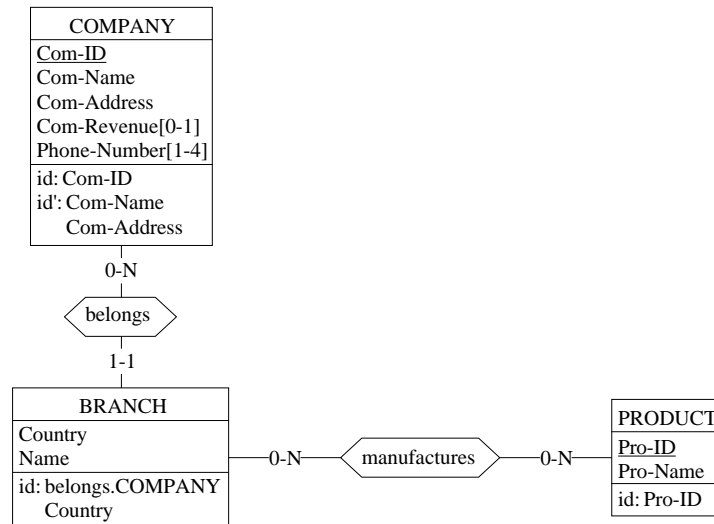 COMPANY
Com-ID
Com-Name
Com-Address
Com-Revenue[0-1]
Phone-Number[1-4]
id: Com-ID
id': Com-Name
Com-Address
0-N
belongs
1-1
BRANCH
Country
Name
id: belongs.COMPANY
Country
0-N
manufactures
0-N
PRODUCT
Pro-ID
Pro-Name
id: Pro-ID